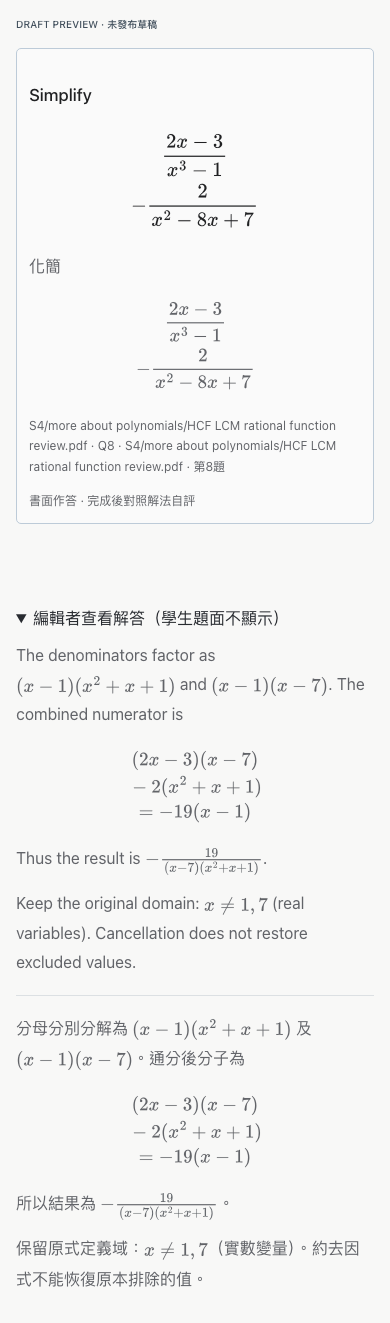 DRAFT PREVIEW · 未發布草稿
Simplify
2x − 3
x³ − 1
− 2
x² − 8x + 7
化簡
2x − 3
x³ − 1
− 2
x² − 8x + 7
S4/more about polynomials/HCF LCM rational function
review.pdf · Q8 · S4/more about polynomials/HCF LCM
rational function review.pdf · 第8題
書面作答 · 完成後對照解法自評
▼ 編輯者查看解答（學生題面不顯示）
The denominators factor as
(x − 1)(x² + x + 1) and (x − 1)(x − 7). The
combined numerator is
(2x − 3)(x − 7)
− 2(x² + x + 1)
= −19(x − 1)
Thus the result is − 19/((x−7)(x²+x+1)).
Keep the original domain: x ≠ 1, 7 (real
variables). Cancellation does not restore
excluded values.
分母分別分解為 (x − 1)(x² + x + 1) 及
(x − 1)(x − 7)。通分後分子為
(2x − 3)(x − 7)
− 2(x² + x + 1)
= −19(x − 1)
所以結果為 − 19/((x−7)(x²+x+1))。
保留原式定義域：x ≠ 1, 7（實數變量）。約去因
式不能恢復原本排除的值。